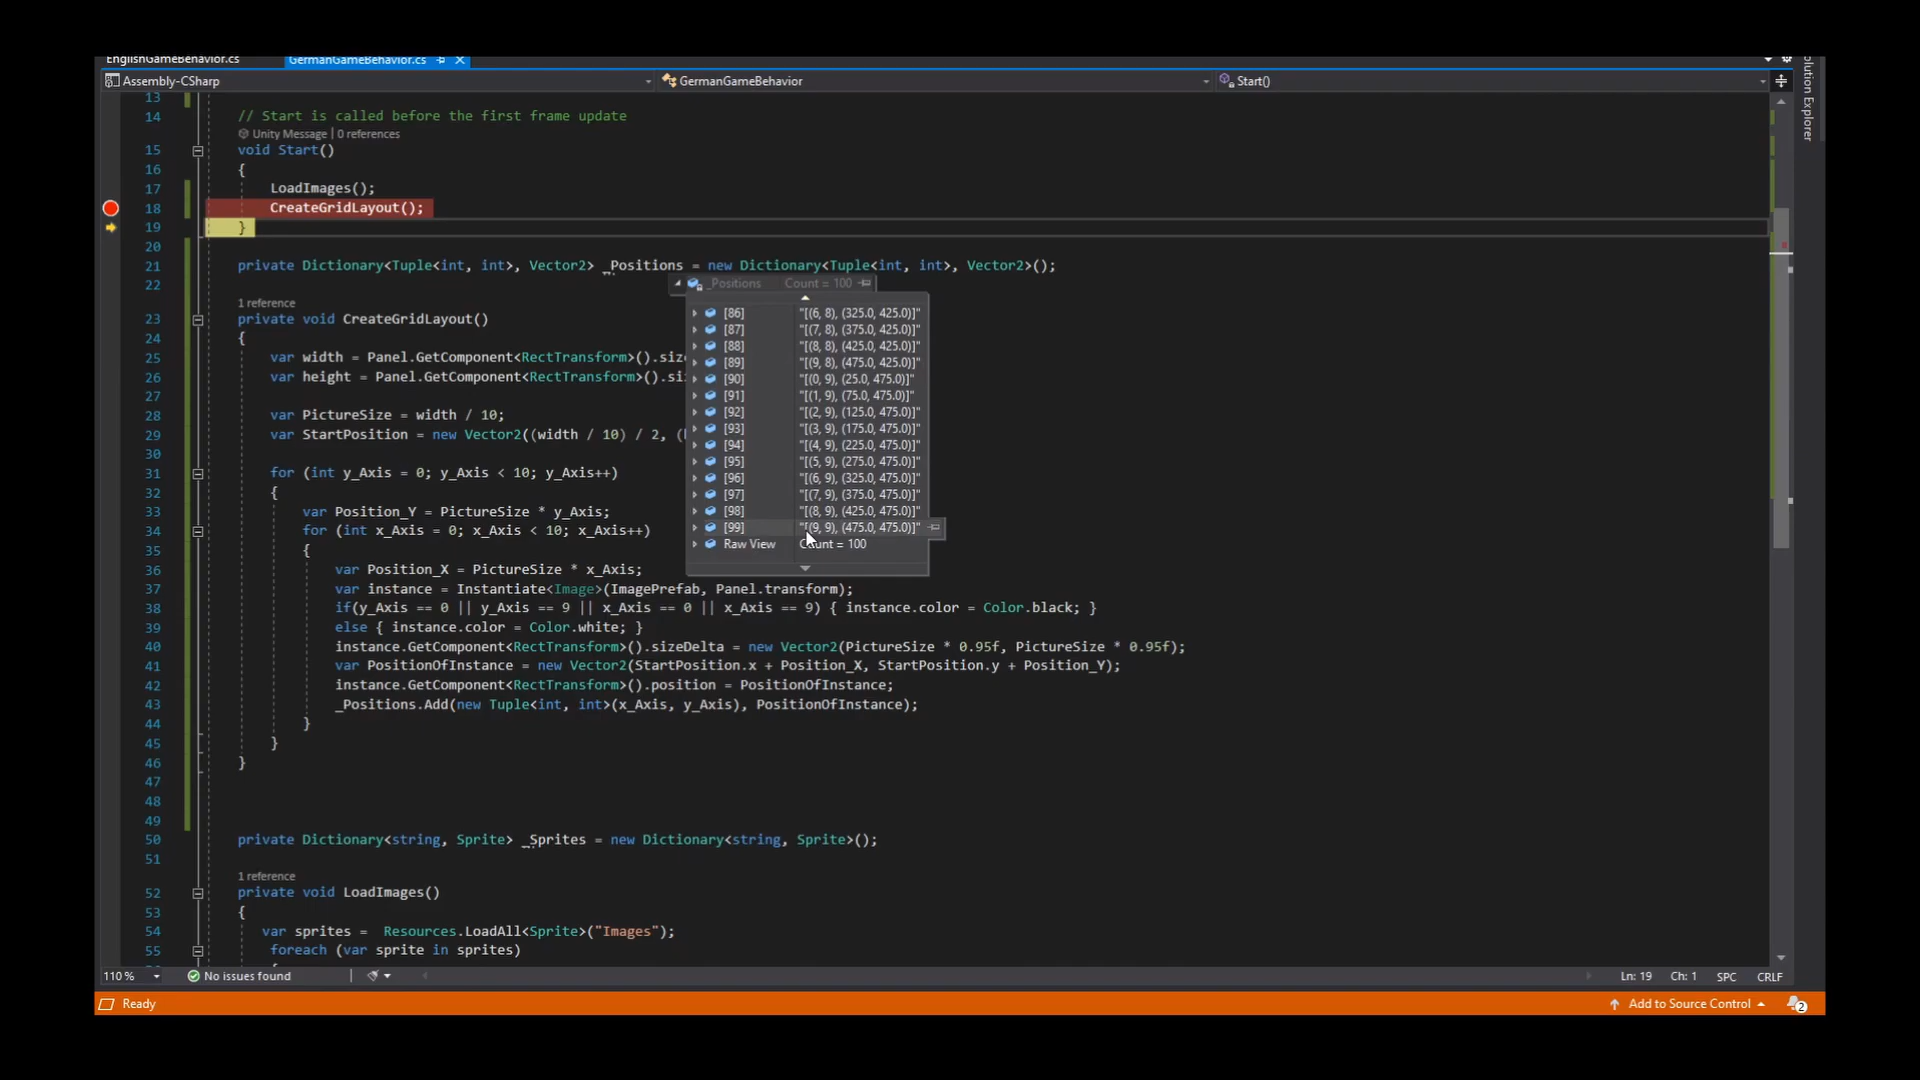 EnglishGameBehavior.cs GermanGameBehavior.cs
Assembly-CSharp GermanGameBehavior Start()
Solution Explorer
13
14 // Start is called before the first frame update
Unity Message | 0 references
15 void Start()
16 {
17 LoadImages();
18 CreateGridLayout();
19 }
20
21 private Dictionary<Tuple<int, int>, Vector2> _Positions = new Dictionary<Tuple<int, int>, Vector2>();
22
_Positions Count = 100
1 reference
23 private void CreateGridLayout()
24 {
25 var width = Panel.GetComponent<RectTransform>().size
26 var height = Panel.GetComponent<RectTransform>().si
27
28 var PictureSize = width / 10;
29 var StartPosition = new Vector2((width / 10) / 2, (
30
31 for (int y_Axis = 0; y_Axis < 10; y_Axis++)
32 {
33 var Position_Y = PictureSize * y_Axis;
34 for (int x_Axis = 0; x_Axis < 10; x_Axis++)
35 {
[86] "[(6, 8), (325.0, 425.0)]"
[87] "[(7, 8), (375.0, 425.0)]"
[88] "[(8, 8), (425.0, 425.0)]"
[89] "[(9, 8), (475.0, 425.0)]"
[90] "[(0, 9), (25.0, 475.0)]"
[91] "[(1, 9), (75.0, 475.0)]"
[92] "[(2, 9), (125.0, 475.0)]"
[93] "[(3, 9), (175.0, 475.0)]"
[94] "[(4, 9), (225.0, 475.0)]"
[95] "[(5, 9), (275.0, 475.0)]"
[96] "[(6, 9), (325.0, 475.0)]"
[97] "[(7, 9), (375.0, 475.0)]"
[98] "[(8, 9), (425.0, 475.0)]"
[99] "[(9, 9), (475.0, 475.0)]"
Raw View Count = 100
36 var Position_X = PictureSize * x_Axis;
37 var instance = Instantiate<Image>(ImagePrefab, Panel.transform);
38 if(y_Axis == 0 || y_Axis == 9 || x_Axis == 0 || x_Axis == 9) { instance.color = Color.black; }
39 else { instance.color = Color.white; }
40 instance.GetComponent<RectTransform>().sizeDelta = new Vector2(PictureSize * 0.95f, PictureSize * 0.95f);
41 var PositionOfInstance = new Vector2(StartPosition.x + Position_X, StartPosition.y + Position_Y);
42 instance.GetComponent<RectTransform>().position = PositionOfInstance;
43 _Positions.Add(new Tuple<int, int>(x_Axis, y_Axis), PositionOfInstance);
44 }
45 }
46 }
47
48
49
50 private Dictionary<string, Sprite> _Sprites = new Dictionary<string, Sprite>();
51
1 reference
52 private void LoadImages()
53 {
54 var sprites = Resources.LoadAll<Sprite>("Images");
55 foreach (var sprite in sprites)
110 % No issues found Ln: 19 Ch: 1 SPC CRLF
Ready Add to Source Control 2